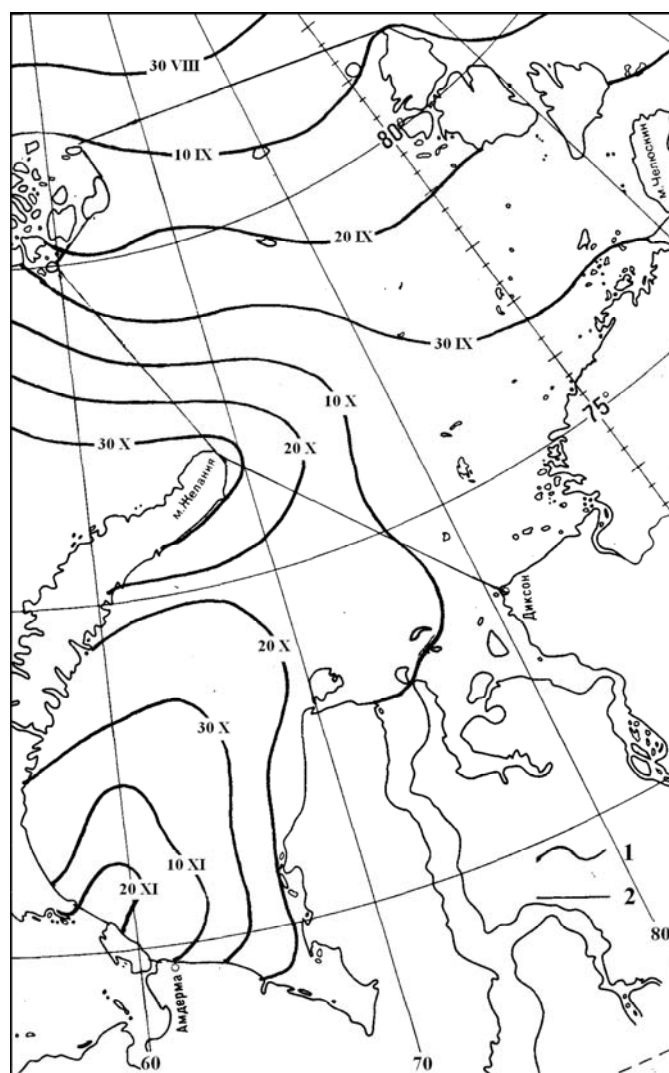 30 VIII
10 IX
80°
м. Челюскин
20 IX
30 IX
10 X
75°
30 X
20 X
м. Желания
20 X
Диксон
30 X
10 XI
1
20 XI
2
80
Амдерма
60
70